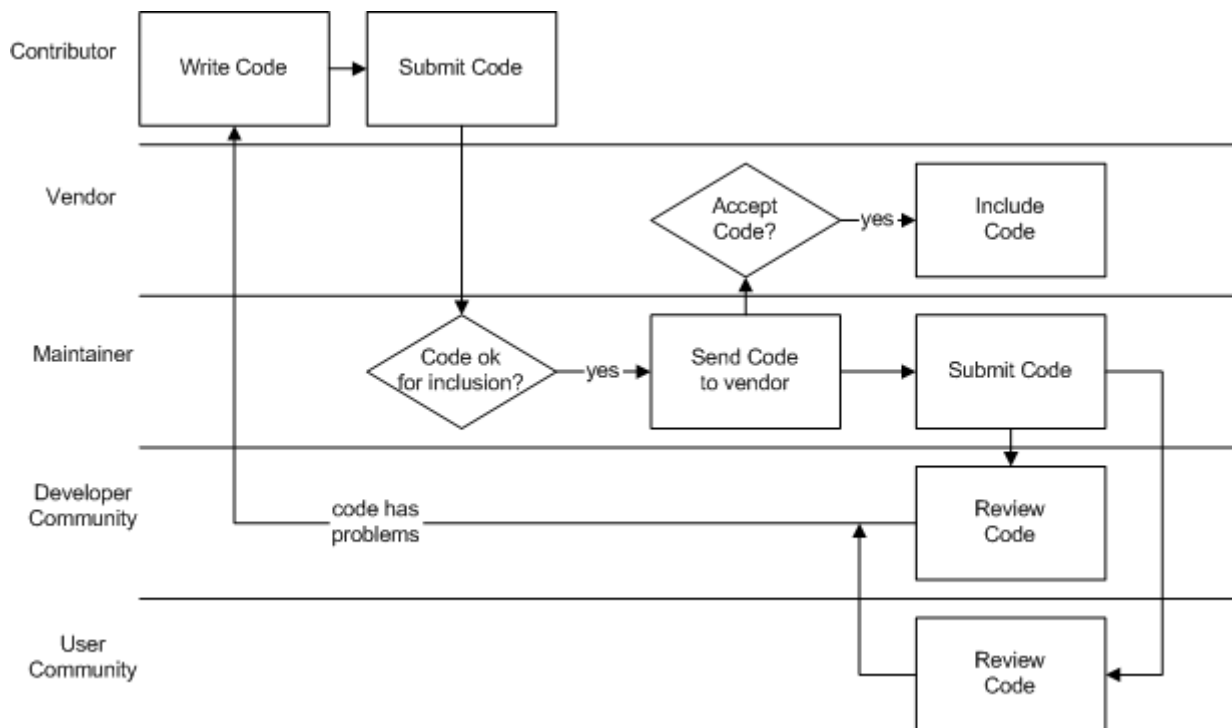 Contributor
Write Code
Submit Code
Vendor
Accept
Code?
yes
Include
Code
Maintainer
Code ok
for inclusion?
yes
Send Code
to vendor
Submit Code
Developer
Community
code has
problems
Review
Code
User
Community
Review
Code